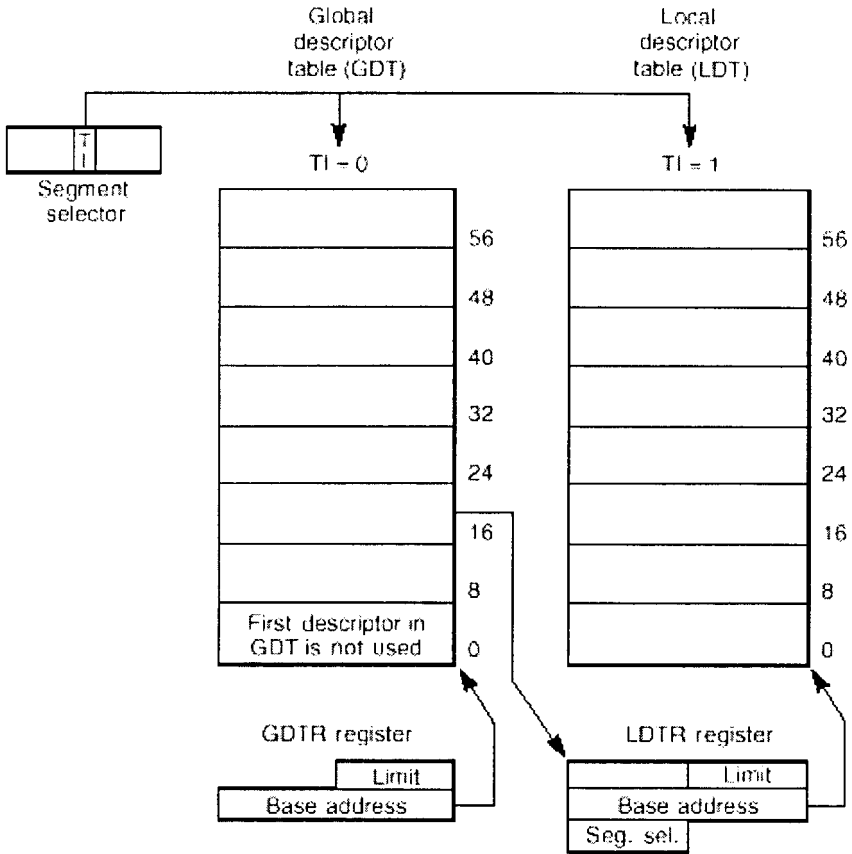 Global
descriptor
table (GDT)
Local
descriptor
table (LDT)
TI
Segment
selector
TI = 0
TI = 1
56
48
40
32
24
16
8
0
First descriptor in
GDT is not used
56
48
40
32
24
16
8
0
GDTR register
Limit
Base address
LDTR register
Limit
Base address
Seg. sel.